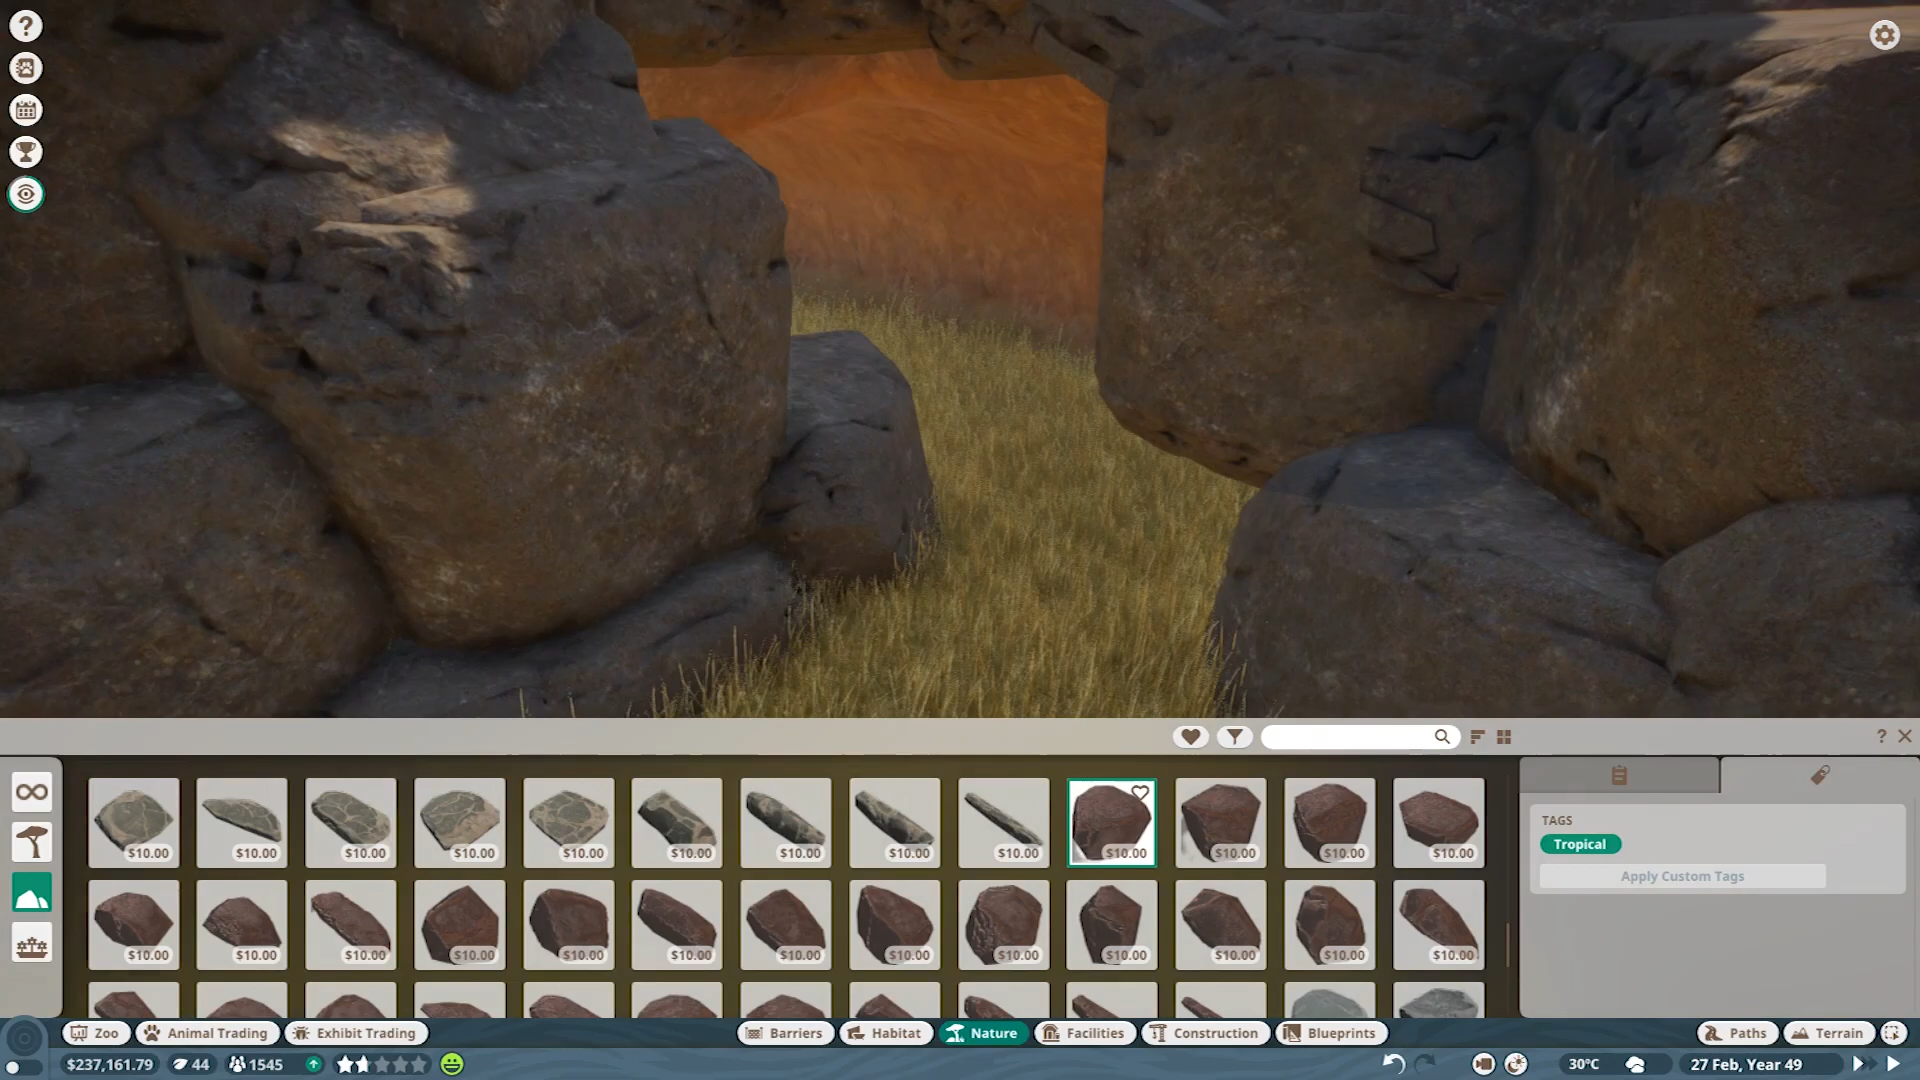 ?
? ×
$10.00 $10.00 $10.00 $10.00 $10.00 $10.00 $10.00 $10.00 $10.00 $10.00 $10.00 $10.00 $10.00
TAGS
Tropical
Apply Custom Tags
$10.00 $10.00 $10.00 $10.00 $10.00 $10.00 $10.00 $10.00 $10.00 $10.00 $10.00 $10.00 $10.00
Zoo Animal Trading Exhibit Trading Barriers Habitat Nature Facilities Construction Blueprints Paths Terrain
$237,161.79 44 1545 30°C 27 Feb, Year 49